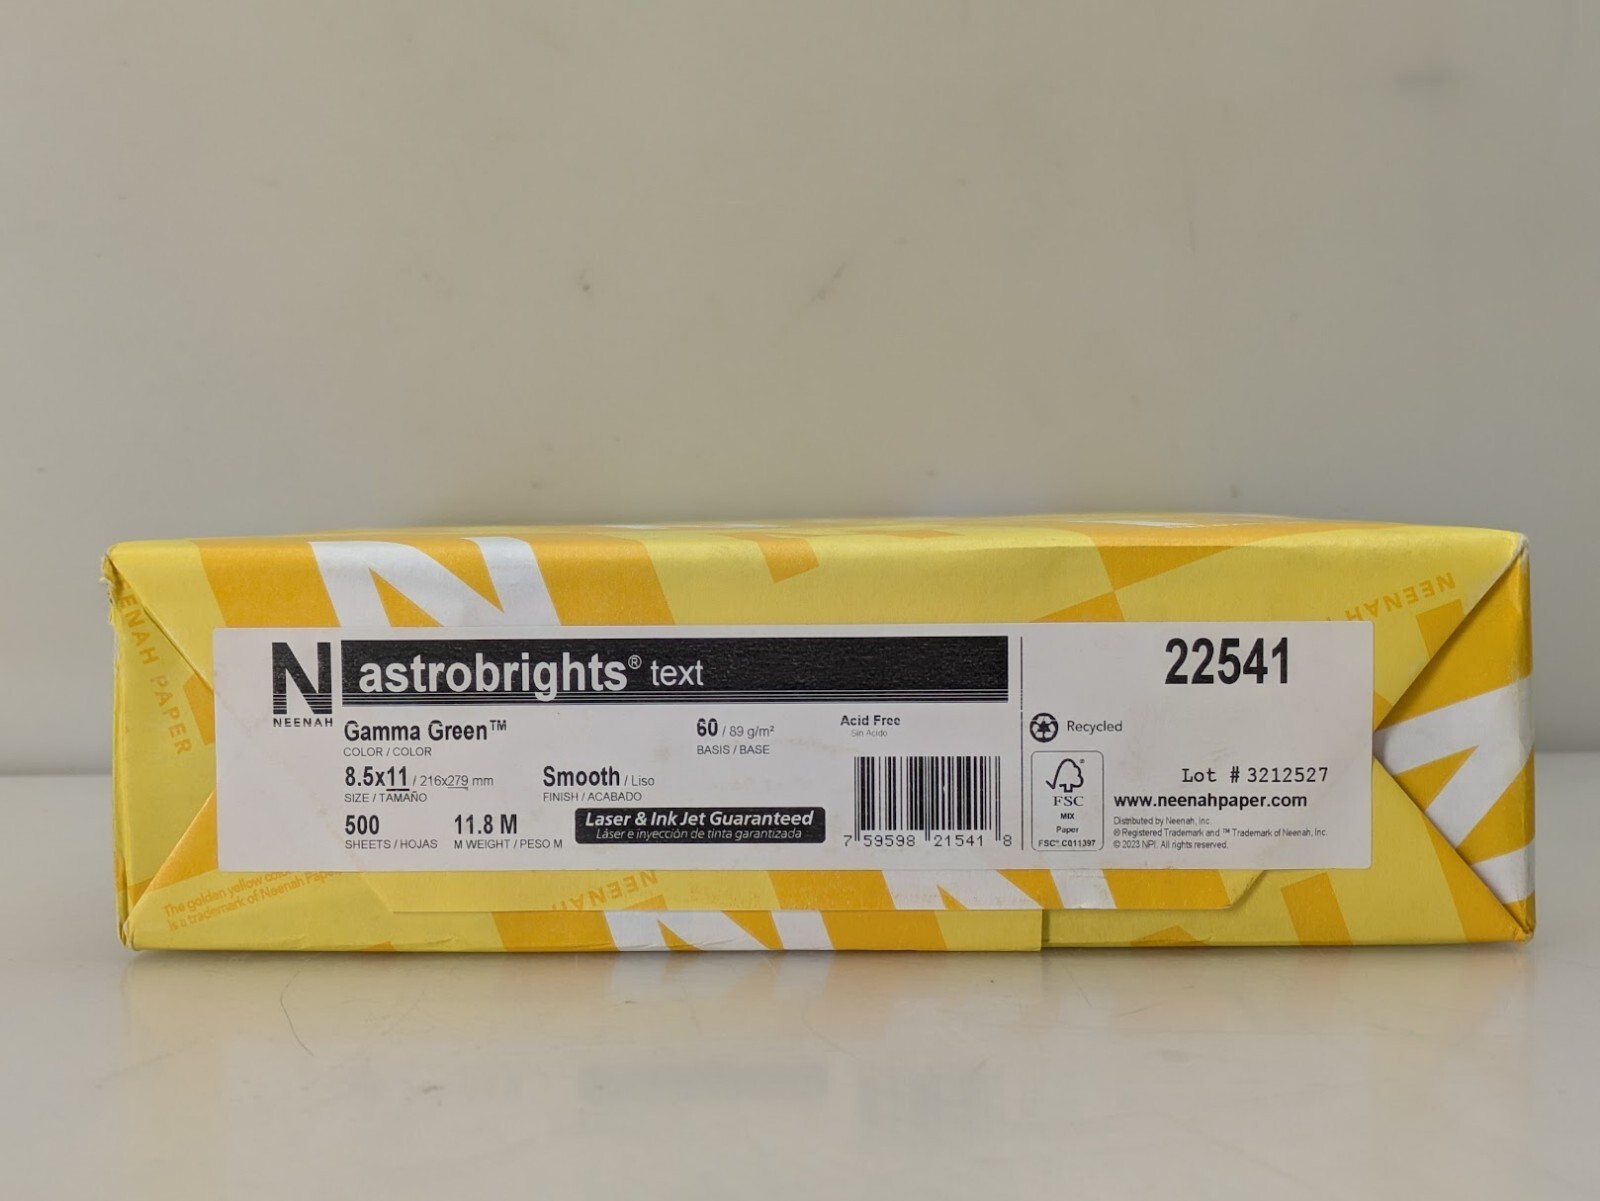 NEENAH
ENAH PAPER
N astrobrights® text
NEENAH
22541
Gamma Green™
COLOR / COLOR
60 / 89 g/m²
BASIS / BASE
Acid Free
Sin Acido
Recycled
8.5x11 / 216x279 mm
SIZE / TAMAÑO
Smooth / Liso
FINISH / ACABADO
Lot # 3212527
500
SHEETS / HOJAS
11.8 M
M WEIGHT / PESO M
Laser & Ink Jet Guaranteed
Láser e inyección de tinta garantizada
7 59598 21541 8
FSC
MIX
Paper
FSC® C011397
www.neenahpaper.com
Distributed by Neenah, Inc.
® Registered Trademark and ™ Trademark of Neenah, Inc.
© 2023 NPI. All rights reserved.
The golden yellow
is a trademark of Neenah Pape
NEENAH